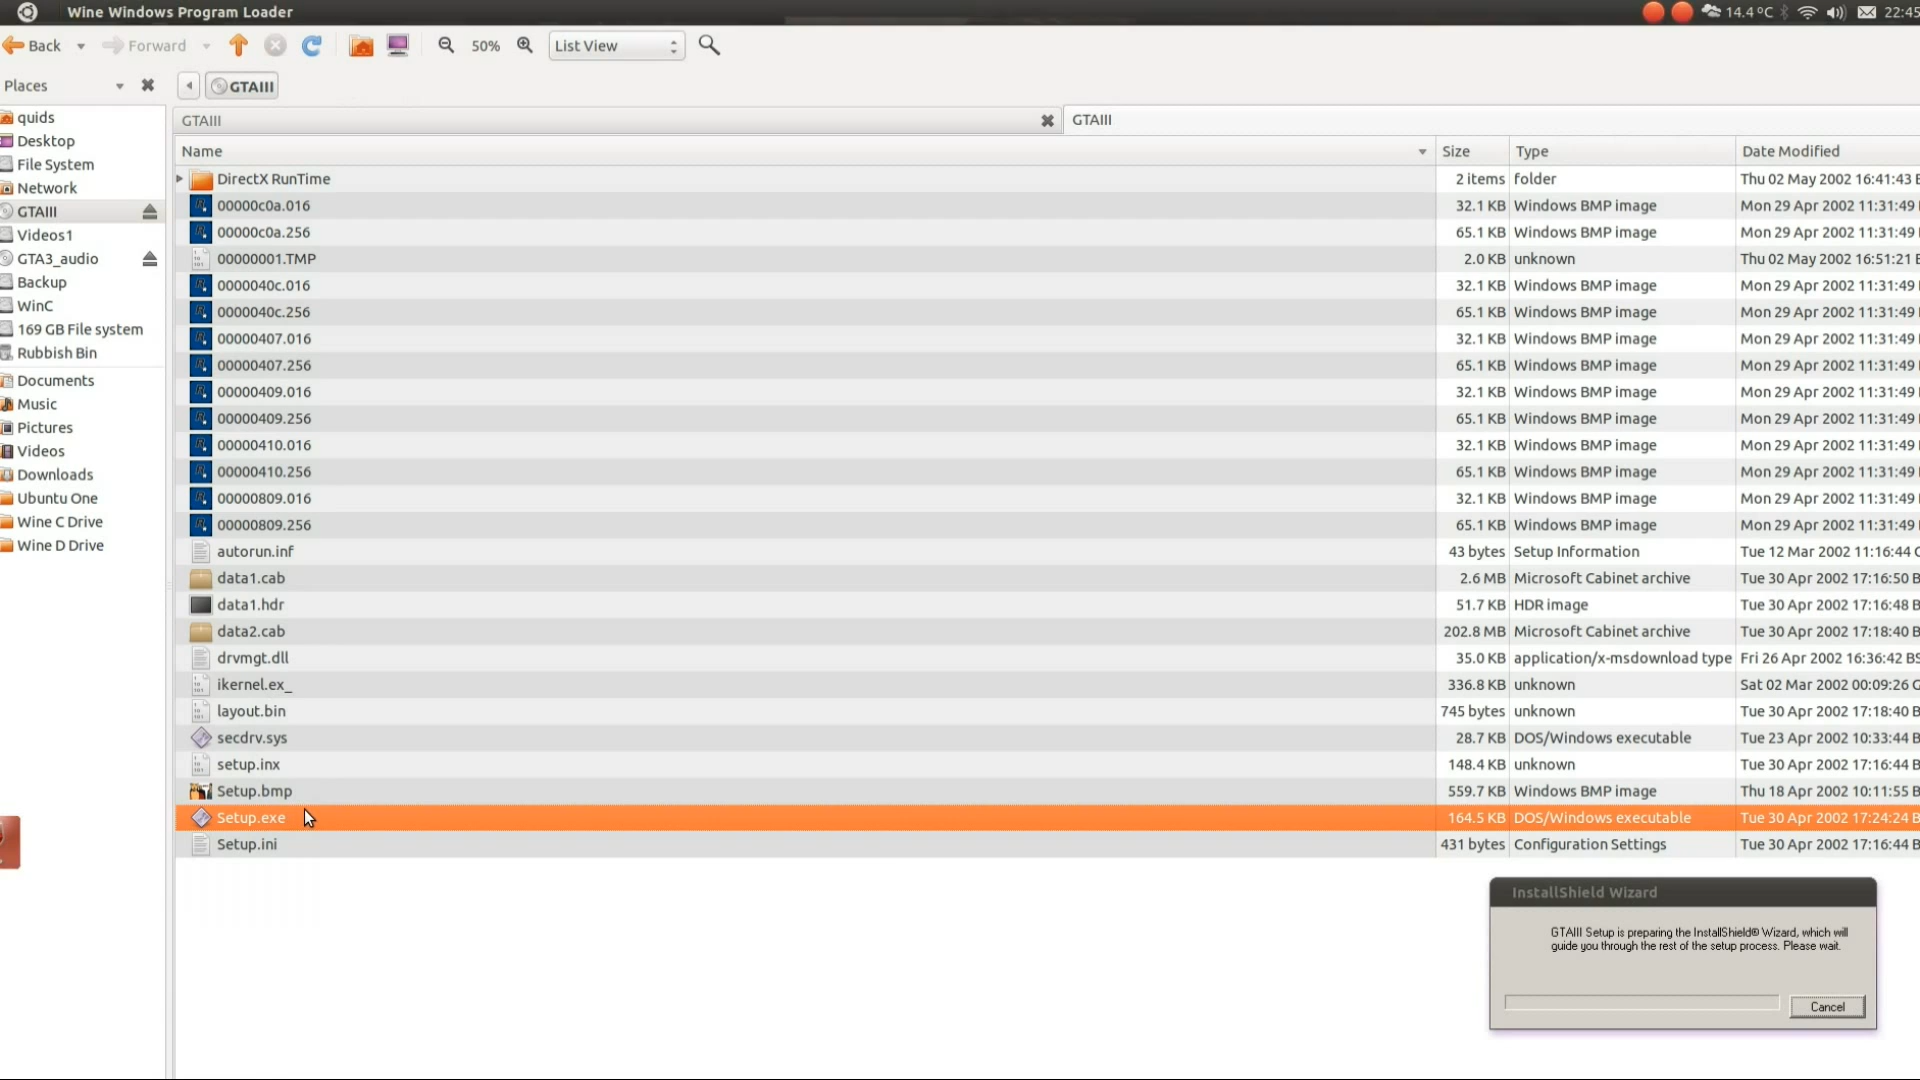 Wine Windows Program Loader
14.4 °C
22:45
Back
Forward
50%
List View
Places
GTAIII
quids
Desktop
File System
Network
GTAIII
Videos1
GTA3_audio
Backup
WinC
169 GB File system
Rubbish Bin
Documents
Music
Pictures
Videos
Downloads
Ubuntu One
Wine C Drive
Wine D Drive
GTAIII
GTAIII
Name Size Type Date Modified
DirectX RunTime 2 items folder Thu 02 May 2002 16:41:43 B
00000c0a.016 32.1 KB Windows BMP image Mon 29 Apr 2002 11:31:49
00000c0a.256 65.1 KB Windows BMP image Mon 29 Apr 2002 11:31:49
00000001.TMP 2.0 KB unknown Thu 02 May 2002 16:51:21 B
0000040c.016 32.1 KB Windows BMP image Mon 29 Apr 2002 11:31:49
0000040c.256 65.1 KB Windows BMP image Mon 29 Apr 2002 11:31:49
00000407.016 32.1 KB Windows BMP image Mon 29 Apr 2002 11:31:49
00000407.256 65.1 KB Windows BMP image Mon 29 Apr 2002 11:31:49
00000409.016 32.1 KB Windows BMP image Mon 29 Apr 2002 11:31:49
00000409.256 65.1 KB Windows BMP image Mon 29 Apr 2002 11:31:49
00000410.016 32.1 KB Windows BMP image Mon 29 Apr 2002 11:31:49
00000410.256 65.1 KB Windows BMP image Mon 29 Apr 2002 11:31:49
00000809.016 32.1 KB Windows BMP image Mon 29 Apr 2002 11:31:49
00000809.256 65.1 KB Windows BMP image Mon 29 Apr 2002 11:31:49
autorun.inf 43 bytes Setup Information Tue 12 Mar 2002 11:16:44 G
data1.cab 2.6 MB Microsoft Cabinet archive Tue 30 Apr 2002 17:16:50 B
data1.hdr 51.7 KB HDR image Tue 30 Apr 2002 17:16:48 B
data2.cab 202.8 MB Microsoft Cabinet archive Tue 30 Apr 2002 17:18:40 B
drvmgt.dll 35.0 KB application/x-msdownload type Fri 26 Apr 2002 16:36:42 BS
ikernel.ex_ 336.8 KB unknown Sat 02 Mar 2002 00:09:26 G
layout.bin 745 bytes unknown Tue 30 Apr 2002 17:18:40 B
secdrv.sys 28.7 KB DOS/Windows executable Tue 23 Apr 2002 10:33:44 B
setup.inx 148.4 KB unknown Tue 30 Apr 2002 17:16:44 B
Setup.bmp 559.7 KB Windows BMP image Thu 18 Apr 2002 10:11:55 B
Setup.exe 164.5 KB DOS/Windows executable Tue 30 Apr 2002 17:24:24 B
Setup.ini 431 bytes Configuration Settings Tue 30 Apr 2002 17:16:44 B
InstallShield Wizard
GTAIII Setup is preparing the InstallShield® Wizard, which will
guide you through the rest of the setup process. Please wait.
Cancel